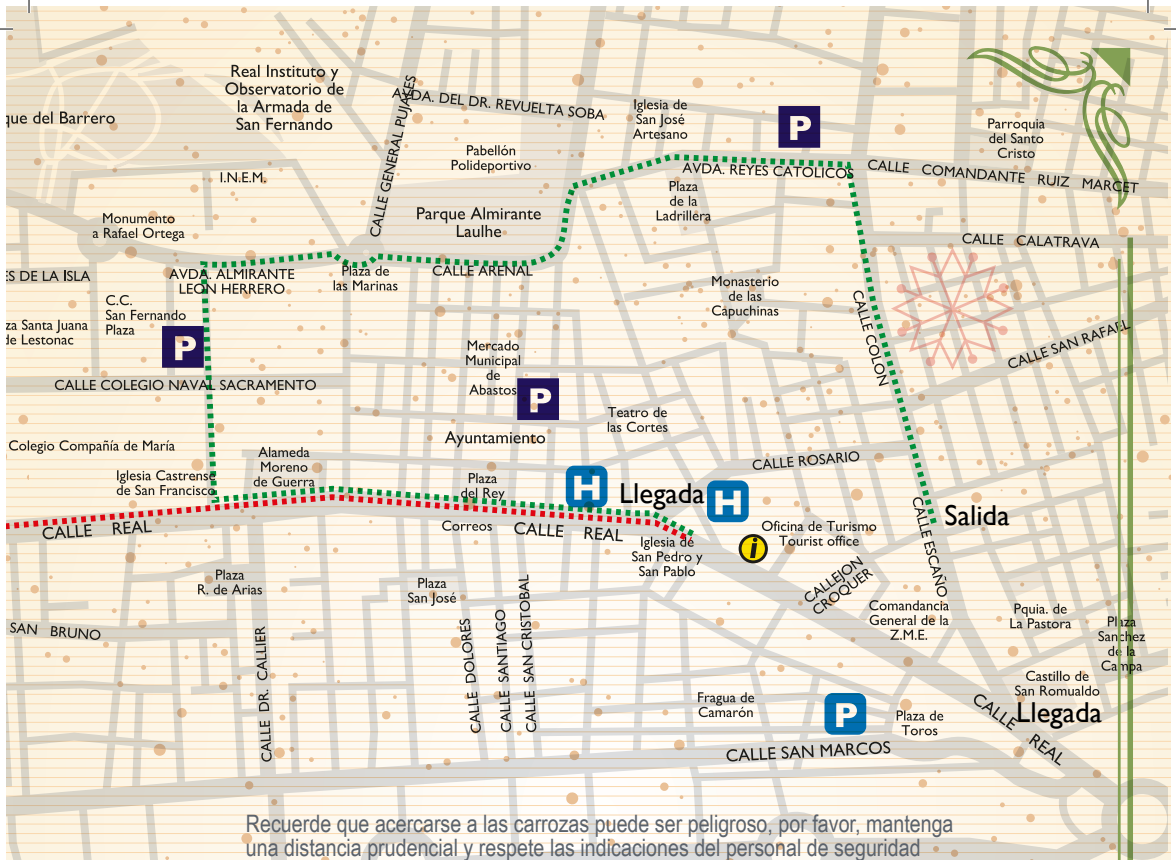 Real Instituto y
Observatorio de
la Armada de
San Fernando
que del Barrero
AVDA. DEL DR. REVUELTA SOBA
CALLE GENERAL PUJALES
Iglesia de
San José
Artesano
P
Parroquia
del Santo
Cristo
Pabellón
Polideportivo
I.N.E.M.
AVDA. REYES CATOLICOS
CALLE COMANDANTE RUIZ MARCET
Plaza
de la
Ladrillera
Parque Almirante
Laulhe
Monumento
a Rafael Ortega
CALLE CALATRAVA
ES DE LA ISLA
AVDA. ALMIRANTE
LEON HERRERO
Plaza de
las Marinas
CALLE ARENAL
Monasterio
de las
Capuchinas
C.C.
San Fernando
Plaza
za Santa Juana
de Lestonac
P
CALLE COLON
CALLE SAN RAFAEL
Mercado
Municipal
de
Abastos
P
CALLE COLEGIO NAVAL SACRAMENTO
Teatro de
las Cortes
Ayuntamiento
Colegio Compañía de María
Alameda
Moreno
de Guerra
CALLE ROSARIO
Iglesia Castrense
de San Francisco
Plaza
del Rey
H
Llegada
H
Salida
CALLE REAL
Correos
CALLE REAL
Oficina de Turismo
Tourist office
i
Iglesia de
San Pedro y
San Pablo
CALLE ESCAÑO
CALLEJON
CROQUER
Plaza
R. de Arias
Plaza
San José
Comandancia
General de la
Z.M.E.
Pquia. de
La Pastora
Plaza
Sanchez
de la
Campa
SAN BRUNO
CALLE DR. CALLIER
CALLE DOLORES
CALLE SANTIAGO
CALLE SAN CRISTOBAL
Castillo de
San Romualdo
Llegada
Fragua de
Camarón
P
Plaza de
Toros
CALLE REAL
CALLE SAN MARCOS
Recuerde que acercarse a las carrozas puede ser peligroso, por favor, mantenga
una distancia prudencial y respete las indicaciones del personal de seguridad